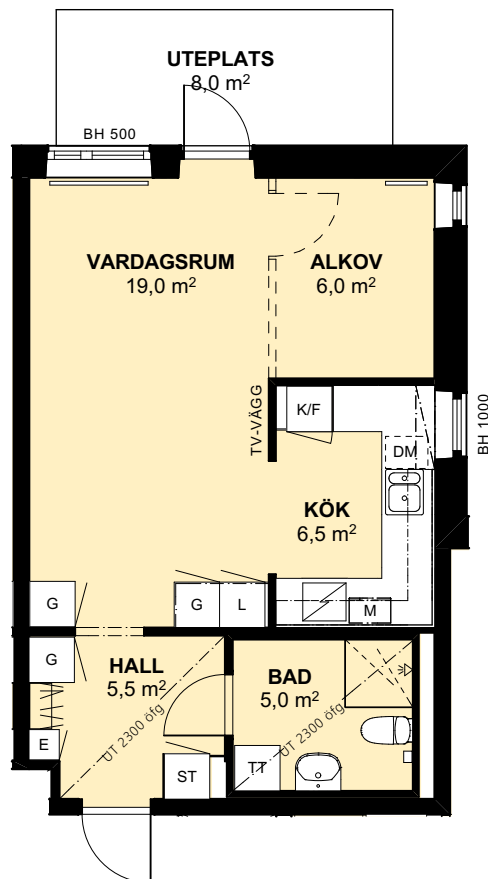 UTEPLATS
8,0 m²
BH 500
VARDAGSRUM
19,0 m²
ALKOV
6,0 m²
TV-VÄGG
K/F
BH 1000
DM
KÖK
6,5 m²
G
G
L
M
G
HALL
5,5 m²
BAD
5,0 m²
UT 2300 öfg
UT 2300 öfg
E
ST
TT